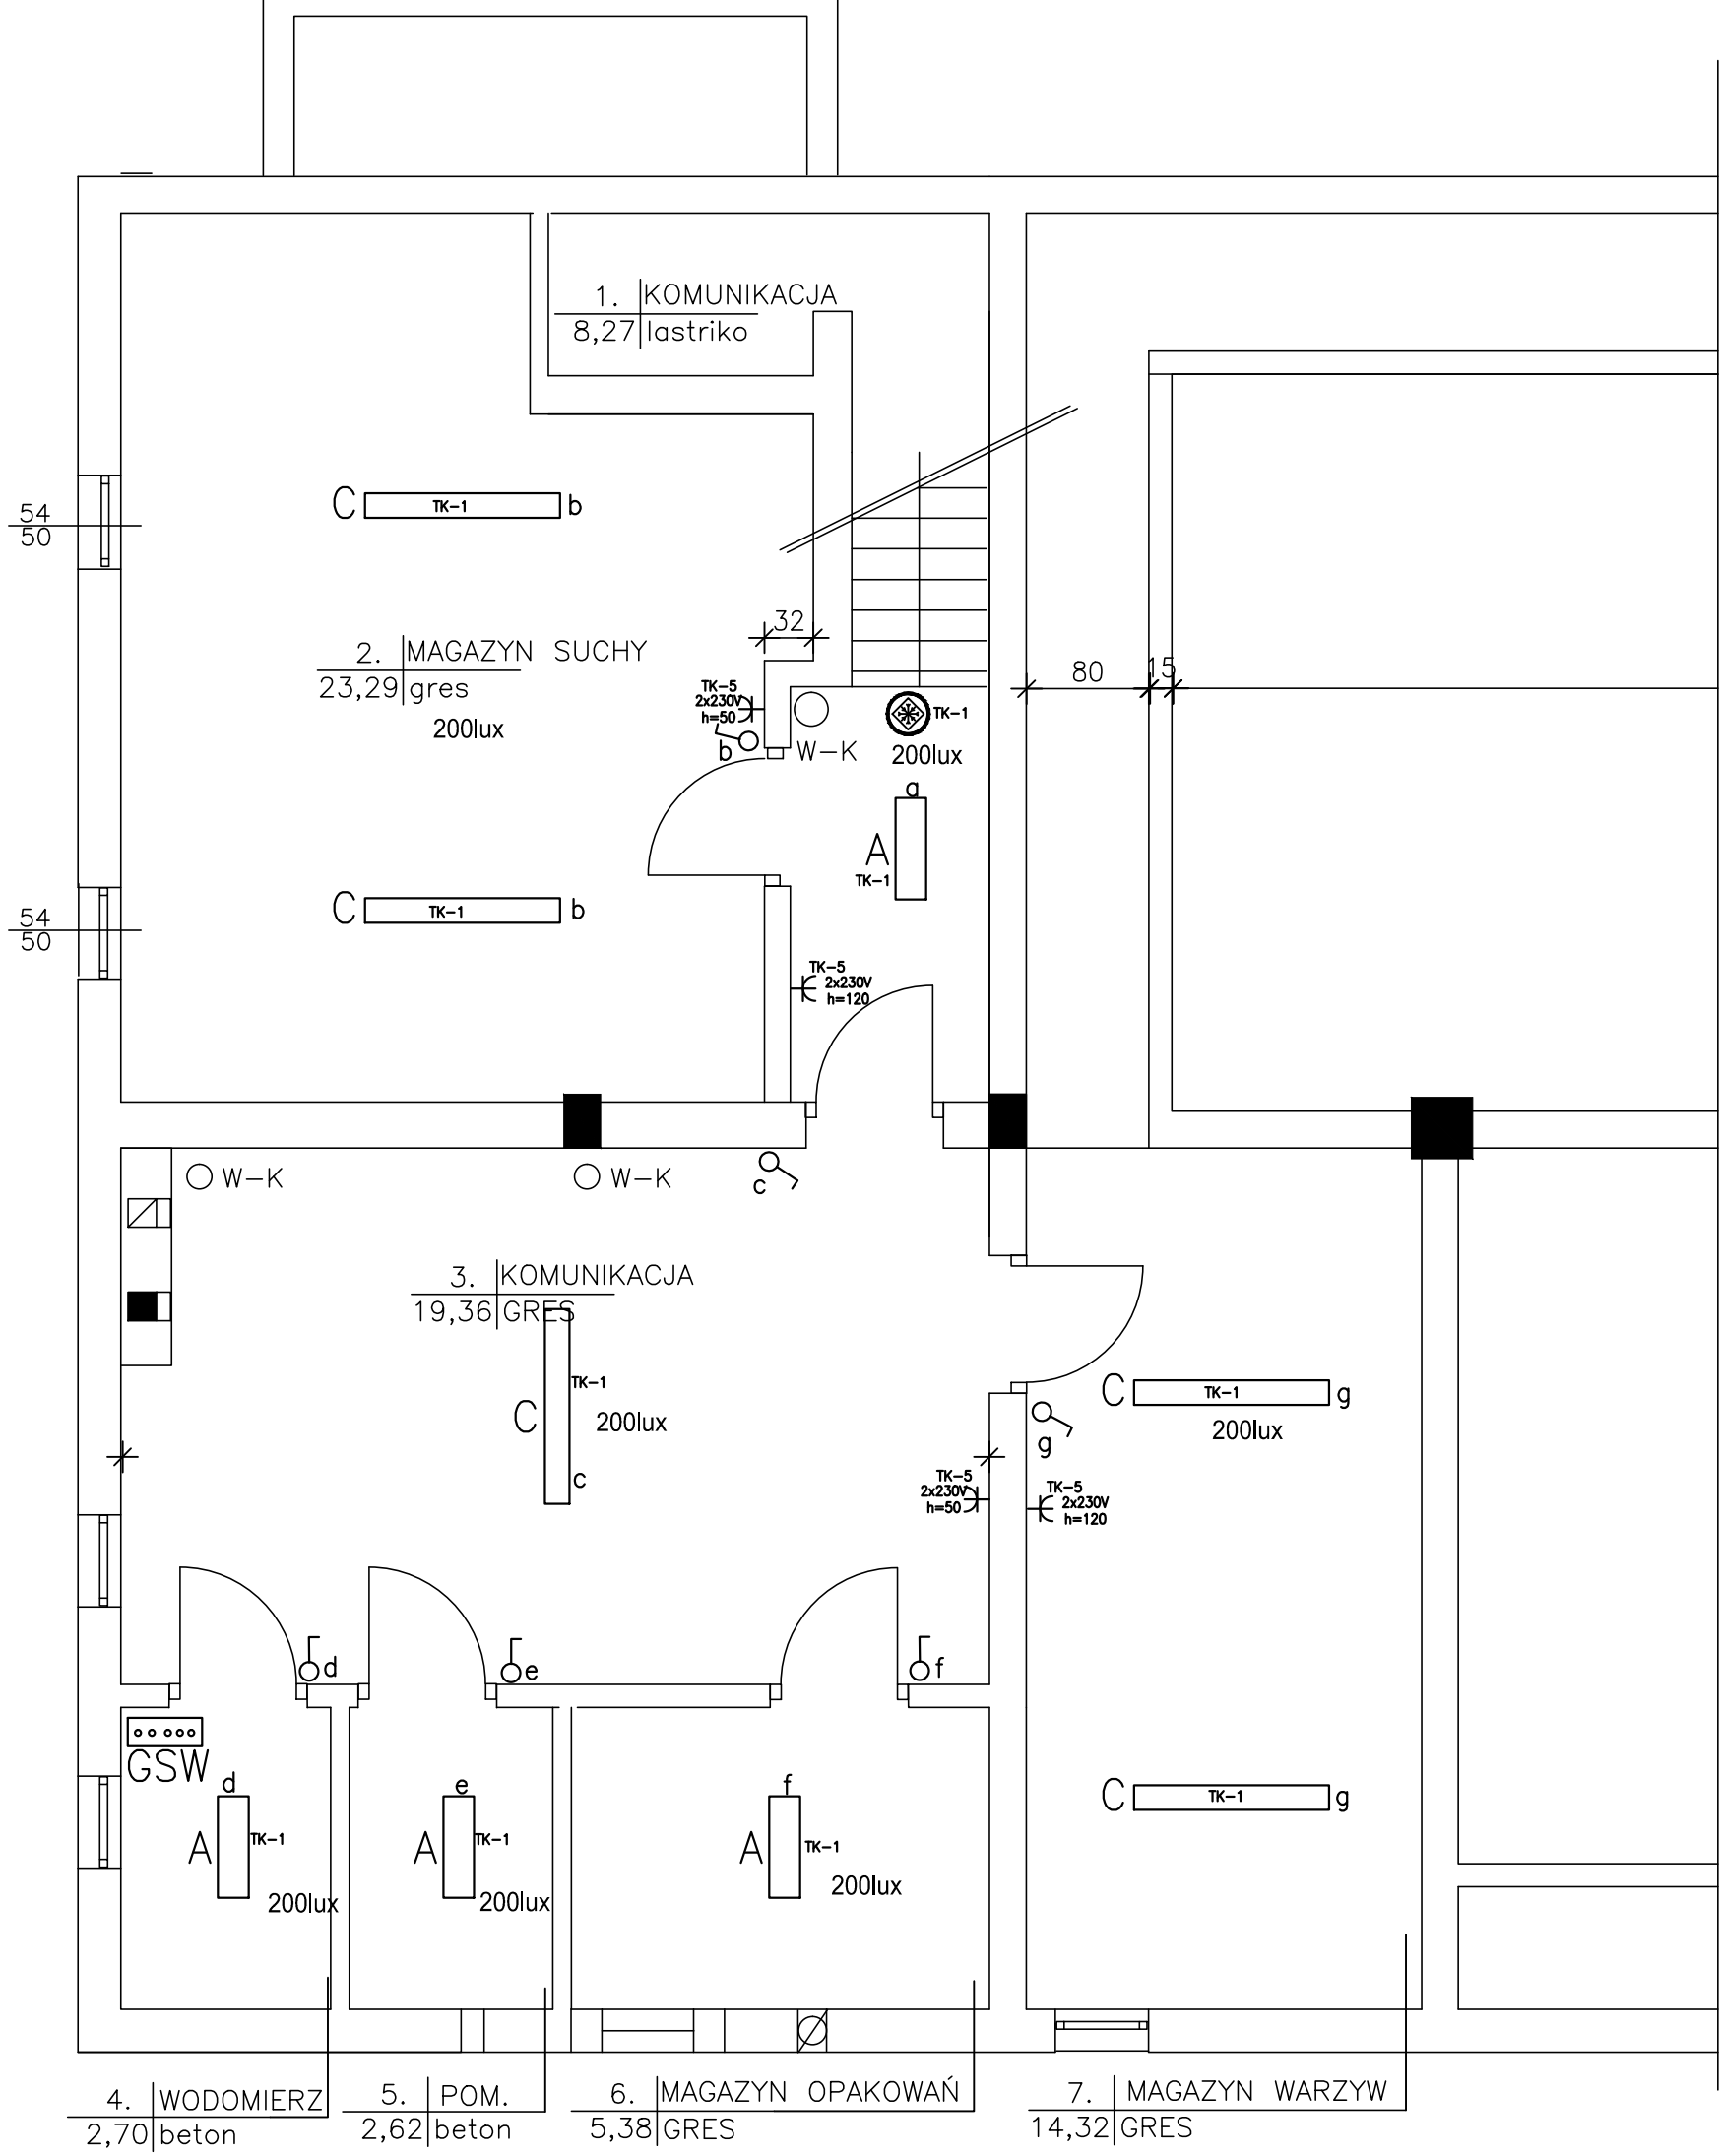 1. KOMUNIKACJA
8,27 lastriko
C TK-1 b
54
50
32
2. MAGAZYN SUCHY
23,29 gres
200lux
TK-5
2x230V
h=50
b
W-K
TK-1
200lux
80
15
a
A
TK-1
C TK-1 b
54
50
TK-5
2x230V
h=120
W-K
W-K
c
3. KOMUNIKACJA
19,36 GRES
TK-1
C
200lux
c
C TK-1 g
200lux
g
TK-5
2x230V
h=50
TK-5
2x230V
h=120
d
e
f
GSW
d
A
TK-1
200lux
e
A
TK-1
200lux
f
A
TK-1
200lux
C TK-1 g
4. WODOMIERZ
2,70 beton
5. POM.
2,62 beton
6. MAGAZYN OPAKOWAŃ
5,38 GRES
7. MAGAZYN WARZYW
14,32 GRES